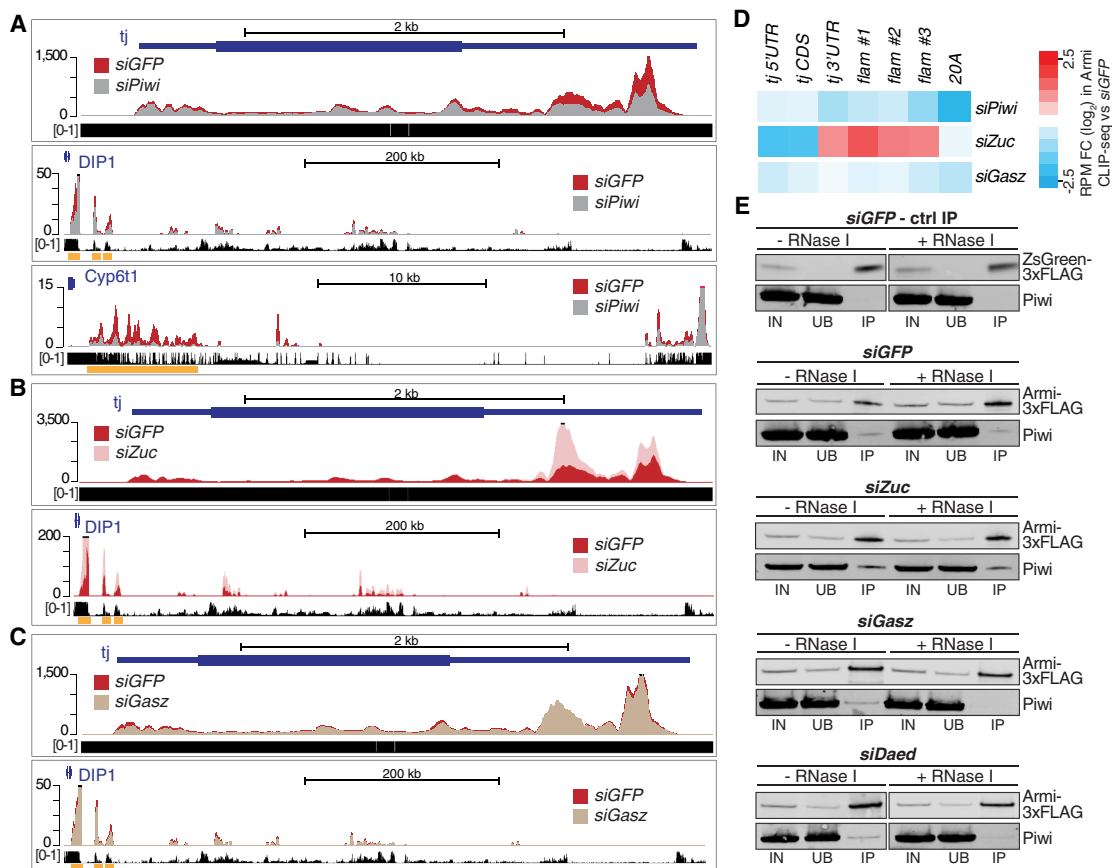 A
tj
2 kb
1,500
0
siGFP
siPiwi
[0-1]
DIP1
200 kb
50
0
siGFP
siPiwi
[0-1]
Cyp6t1
10 kb
15
0
siGFP
siPiwi
[0-1]
B
tj
2 kb
3,500
0
siGFP
siZuc
[0-1]
DIP1
200 kb
200
0
siGFP
siZuc
[0-1]
C
tj
2 kb
1,500
0
siGFP
siGasz
[0-1]
DIP1
200 kb
50
0
siGFP
siGasz
[0-1]
D
tj 5'UTR
tj CDS
tj 3'UTR
flam #1
flam #2
flam #3
20A
siPiwi
siZuc
siGasz
2.5
-2.5
RPM FC (log2) in Armi
CLIP-seq vs siGFP
E
siGFP - ctrl IP
- RNase I + RNase I
ZsGreen-
3xFLAG
Piwi
IN UB IP IN UB IP
siGFP
- RNase I + RNase I
Armi-
3xFLAG
Piwi
IN UB IP IN UB IP
siZuc
- RNase I + RNase I
Armi-
3xFLAG
Piwi
IN UB IP IN UB IP
siGasz
- RNase I + RNase I
Armi-
3xFLAG
Piwi
IN UB IP IN UB IP
siDaed
- RNase I + RNase I
Armi-
3xFLAG
Piwi
IN UB IP IN UB IP